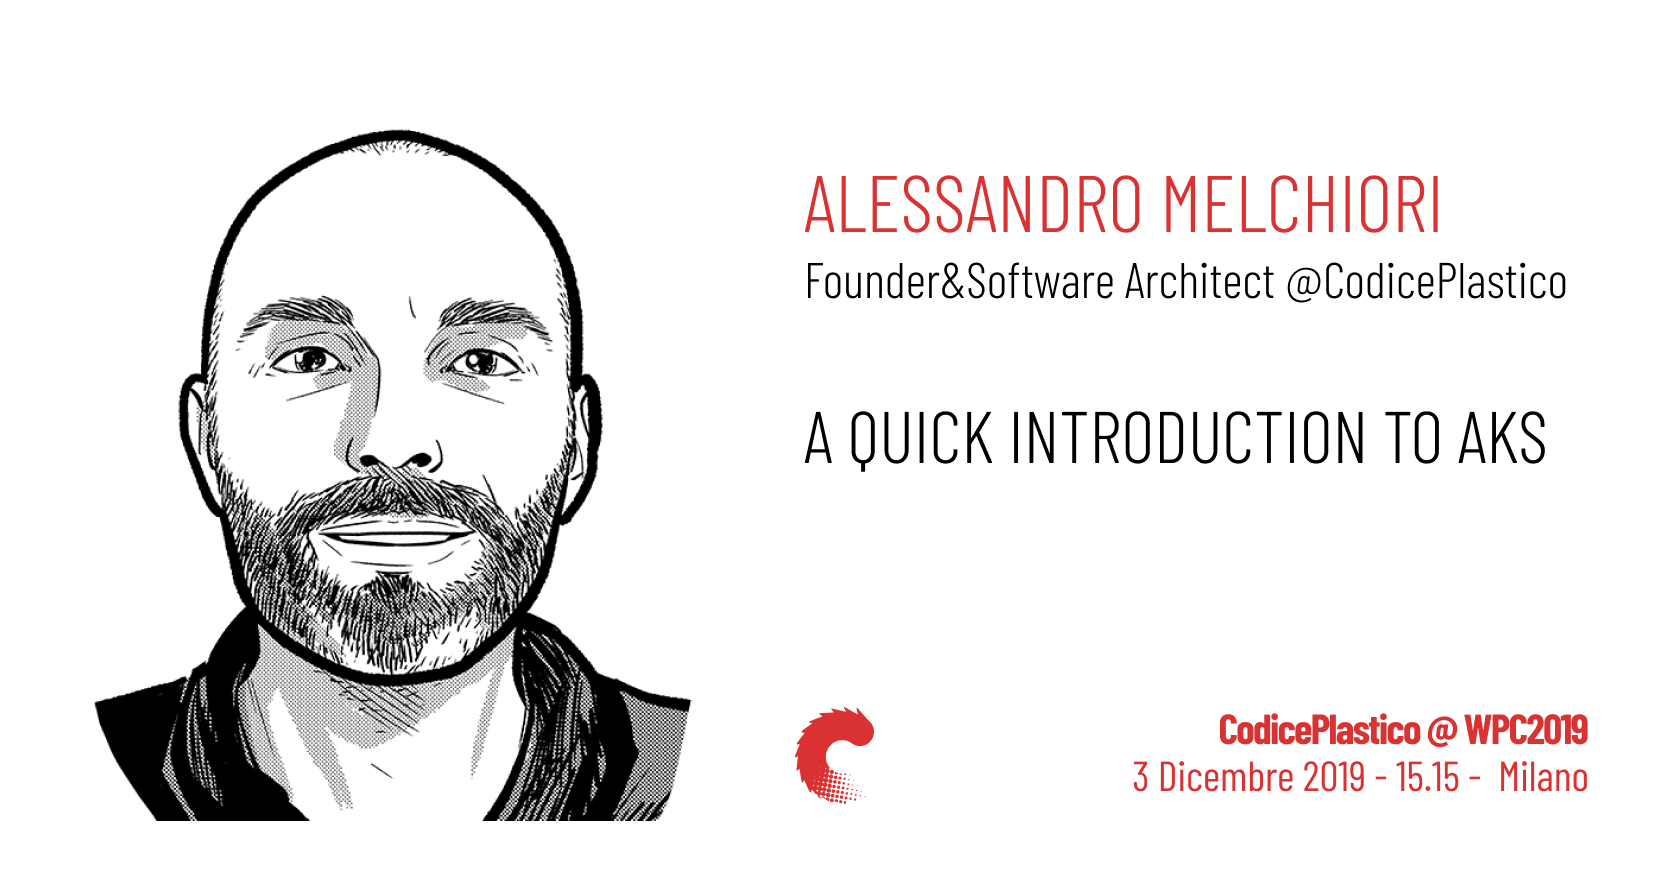 ALESSANDRO MELCHIORI
Founder&Software Architect @CodicePlastico
A QUICK INTRODUCTION TO AKS
CodicePlastico @ WPC2019
3 Dicembre 2019 - 15.15 - Milano